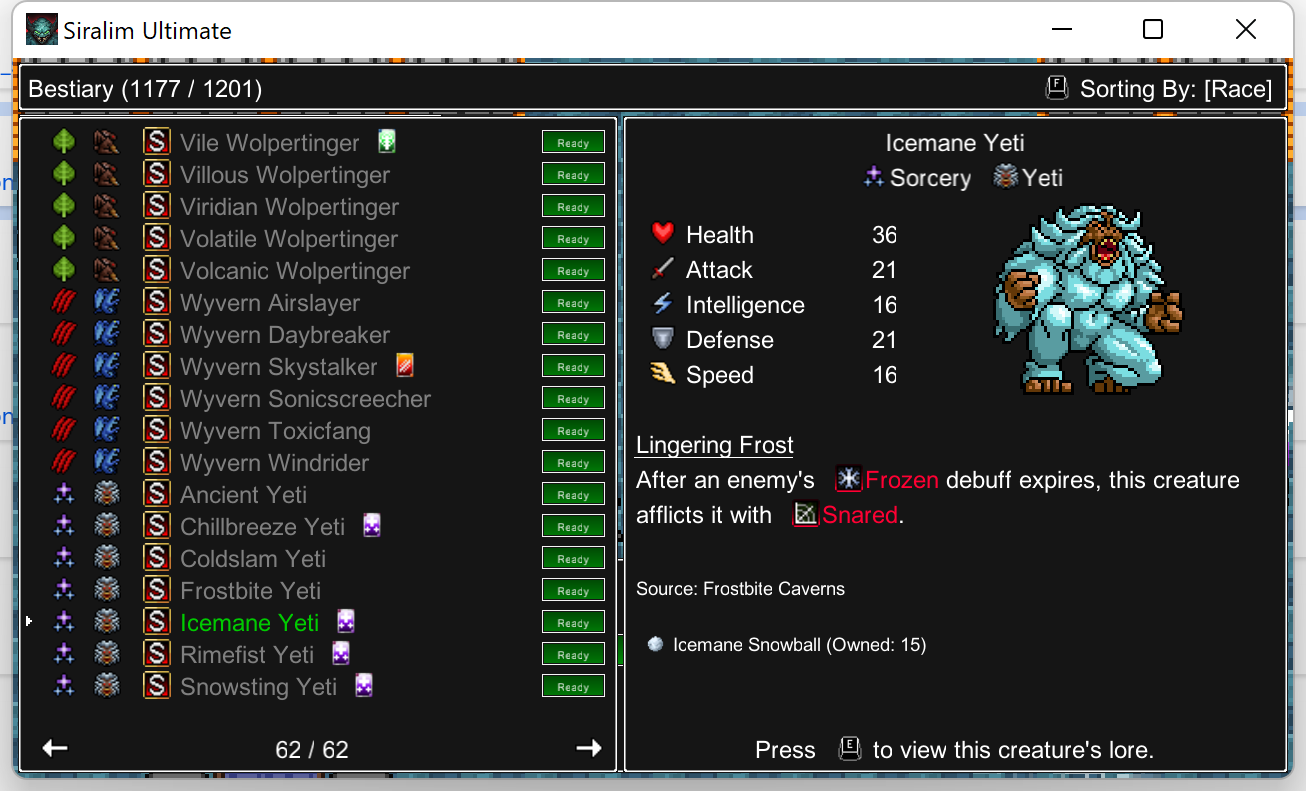 Siralim Ultimate
Bestiary (1177 / 1201)
F Sorting By: [Race]
S Vile Wolpertinger Ready
S Villous Wolpertinger Ready
S Viridian Wolpertinger Ready
S Volatile Wolpertinger Ready
S Volcanic Wolpertinger Ready
S Wyvern Airslayer Ready
S Wyvern Daybreaker Ready
S Wyvern Skystalker Ready
S Wyvern Sonicscreecher Ready
S Wyvern Toxicfang Ready
S Wyvern Windrider Ready
S Ancient Yeti Ready
S Chillbreeze Yeti Ready
S Coldslam Yeti Ready
S Frostbite Yeti Ready
S Icemane Yeti Ready
S Rimefist Yeti Ready
S Snowsting Yeti Ready
62 / 62
Icemane Yeti
Sorcery Yeti
Health 36
Attack 21
Intelligence 16
Defense 21
Speed 16
Lingering Frost
After an enemy's Frozen debuff expires, this creature
afflicts it with Snared.
Source: Frostbite Caverns
Icemane Snowball (Owned: 15)
Press E to view this creature's lore.